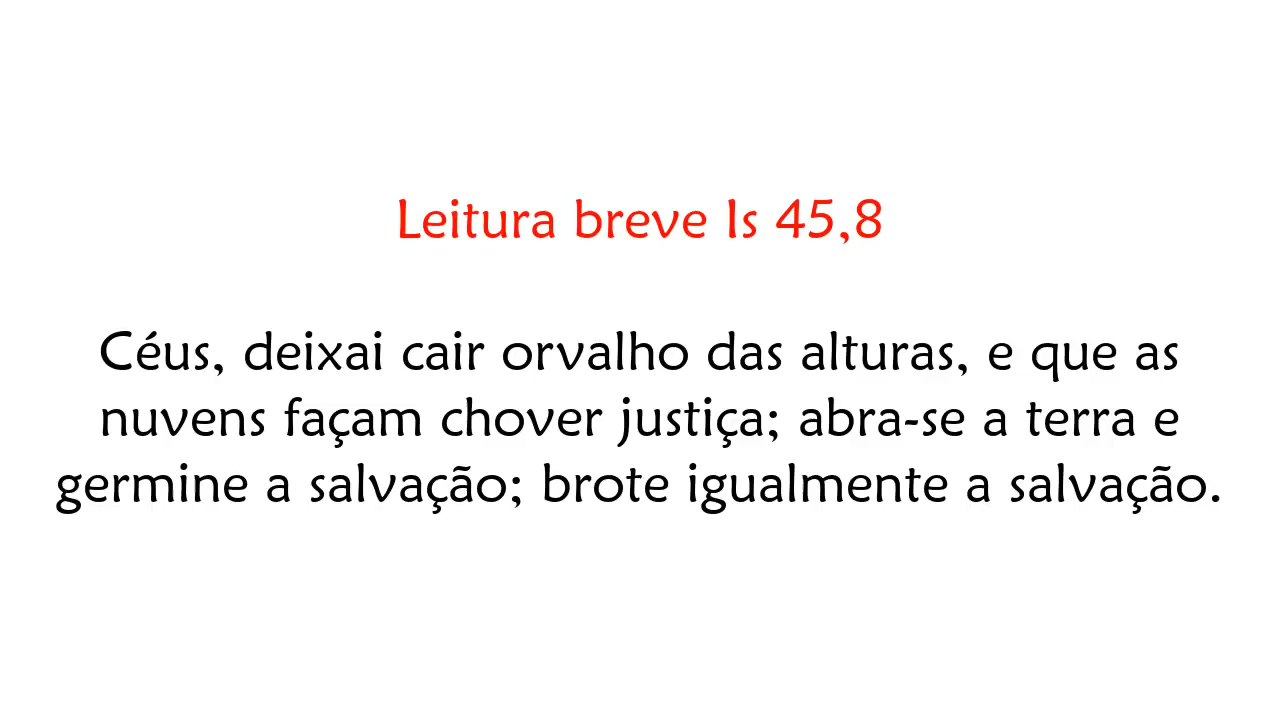 Leitura breve Is 45,8
Céus, deixai cair orvalho das alturas, e que as
nuvens façam chover justiça; abra-se a terra e
germine a salvação; brote igualmente a salvação.